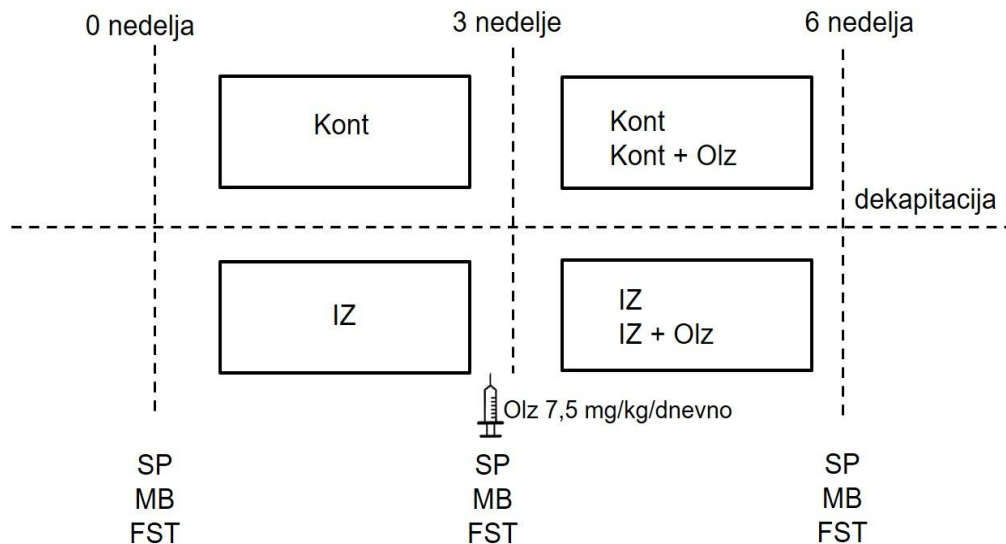 0 nedelja
3 nedelje
6 nedelja
Kont
Kont
Kont + Olz
dekapitacija
IZ
IZ
IZ + Olz
Olz 7,5 mg/kg/dnevno
SP
MB
FST
SP
MB
FST
SP
MB
FST